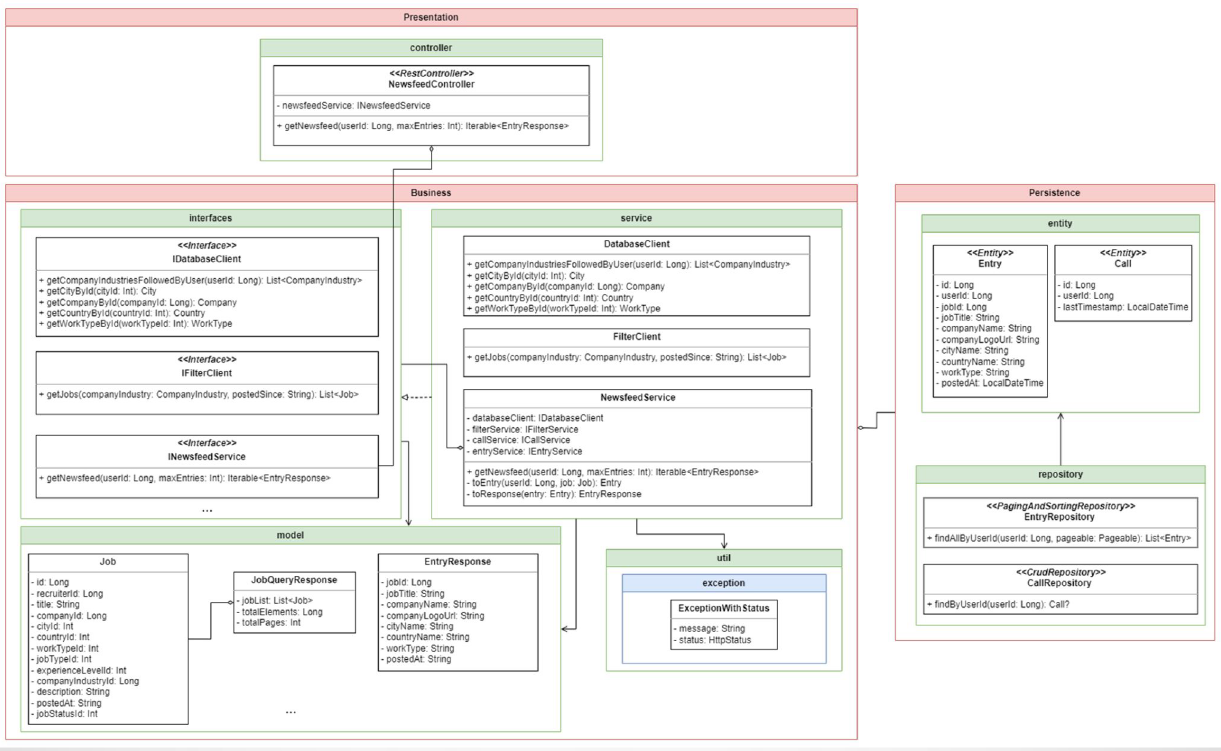 Presentation
controller
<<RestController>>
NewsfeedController
- newsfeedService: INewsfeedService
+ getNewsfeed(userId: Long, maxEntries: Int): Iterable<EntryResponse>
Business
interfaces
<<Interface>>
IDatabaseClient
+ getCompanyIndustriesFollowedByUser(userId: Long): List<CompanyIndustry>
+ getCityById(cityId: Int): City
+ getCompanyById(companyId: Long): Company
+ getCountryById(countryId: Int): Country
+ getWorkTypeById(workTypeId: Int): WorkType
<<Interface>>
IFilterClient
+ getJobs(companyIndustry: CompanyIndustry, postedSince: String): List<Job>
<<Interface>>
INewsfeedService
+ getNewsfeed(userId: Long, maxEntries: Int): Iterable<EntryResponse>
...
service
DatabaseClient
+ getCompanyIndustriesFollowedByUser(userId: Long): List<CompanyIndustry>
+ getCityById(cityId: Int): City
+ getCompanyById(companyId: Long): Company
+ getCountryById(countryId: Int): Country
+ getWorkTypeById(workTypeId: Int): WorkType
FilterClient
+ getJobs(companyIndustry: CompanyIndustry, postedSince: String): List<Job>
NewsfeedService
- databaseClient: IDatabaseClient
- filterService: IFilterService
- callService: ICallService
- entryService: IEntryService
+ getNewsfeed(userId: Long, maxEntries: Int): Iterable<EntryResponse>
- toEntry(userId: Long, job: Job): Entry
- toResponse(entry: Entry): EntryResponse
model
Job
- id: Long
- recruiterId: Long
- title: String
- companyId: Long
- cityId: Int
- countryId: Int
- workTypeId: Int
- jobTypeId: Int
- experienceLevelId: Int
- companyIndustryId: Long
- description: String
- postedAt: String
- jobStatusId: Int
JobQueryResponse
- jobList: List<Job>
- totalElements: Long
- totalPages: Int
EntryResponse
- jobId: Long
- jobTitle: String
- companyName: String
- companyLogoUrl: String
- cityName: String
- countryName: String
- workType: String
- postedAt: String
...
util
exception
ExceptionWithStatus
- message: String
- status: HttpStatus
Persistence
entity
<<Entity>>
Entry
- id: Long
- userId: Long
- jobId: Long
- jobTitle: String
- companyName: String
- companyLogoUrl: String
- cityName: String
- countryName: String
- workType: String
- postedAt: LocalDateTime
<<Entity>>
Call
- id: Long
- userId: Long
- lastTimestamp: LocalDateTime
repository
<<PagingAndSortingRepository>>
EntryRepository
+ findAllByUserId(userId: Long, pageable: Pageable): List<Entry>
<<CrudRepository>>
CallRepository
+ findByUserId(userId: Long): Call?